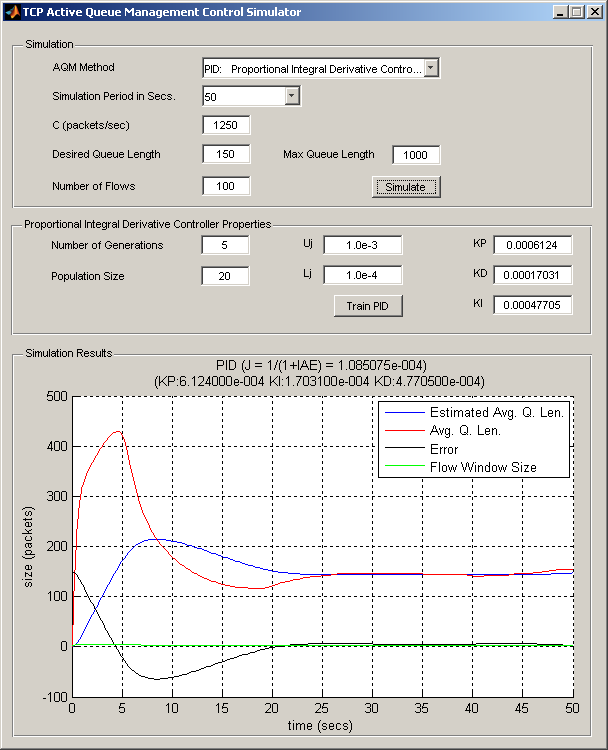 TCP Active Queue Management Control Simulator
Simulation
AQM Method PID: Proportional Integral Derivative Contro...
Simulation Period in Secs. 50
C (packets/sec) 1250
Desired Queue Length 150 Max Queue Length 1000
Number of Flows 100 Simulate
Proportional Integral Derivative Controller Properties
Number of Generations 5 Uj 1.0e-3 KP 0.0006124
Population Size 20 Lj 1.0e-4 KD 0.00017031
Train PID KI 0.00047705
Simulation Results
PID (J = 1/(1+IAE) = 1.085075e-004)
(KP:6.124000e-004 KI:1.703100e-004 KD:4.770500e-004)
500
400
300
200
100
0
-100
size (packets)
Estimated Avg. Q. Len.
Avg. Q. Len.
Error
Flow Window Size
0 5 10 15 20 25 30 35 40 45 50
time (secs)